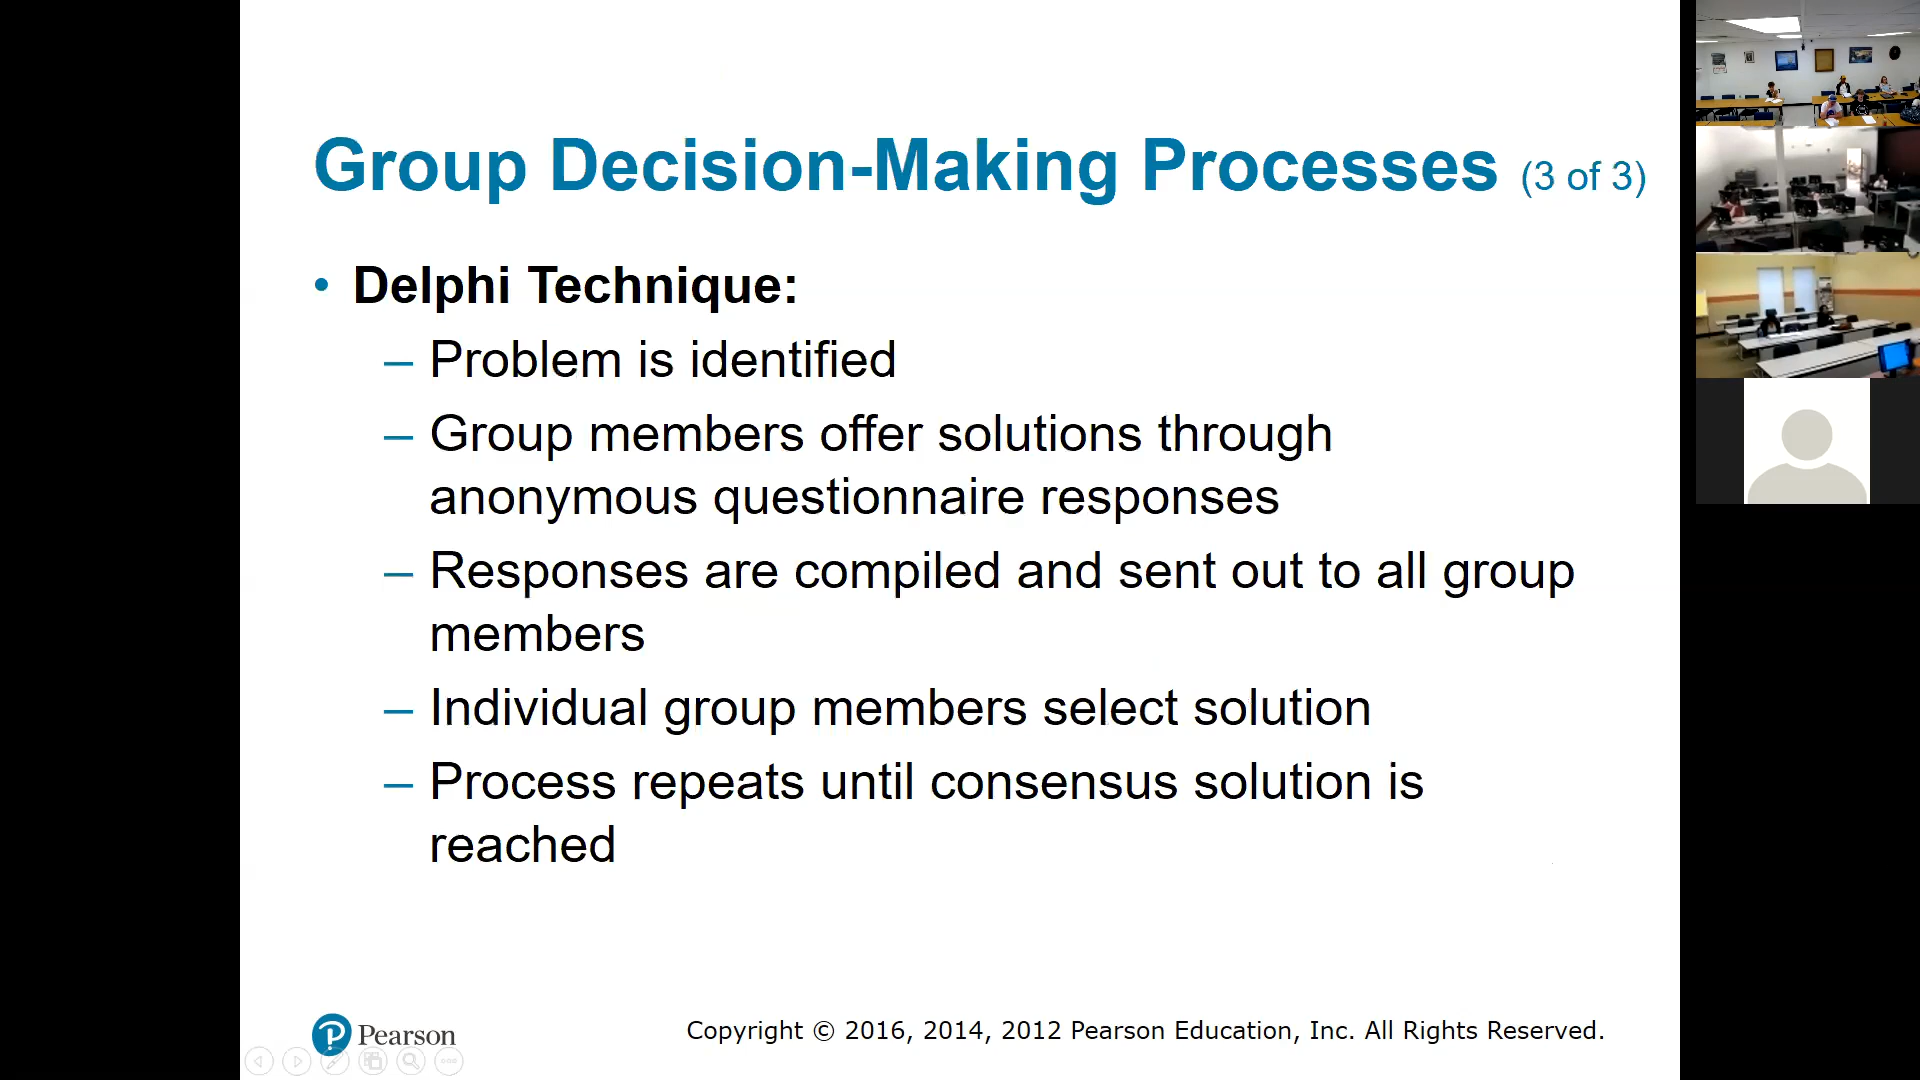 Group Decision-Making Processes (3 of 3)
• Delphi Technique:
– Problem is identified
– Group members offer solutions through
anonymous questionnaire responses
– Responses are compiled and sent out to all group
members
– Individual group members select solution
– Process repeats until consensus solution is
reached
Pearson
Copyright © 2016, 2014, 2012 Pearson Education, Inc. All Rights Reserved.